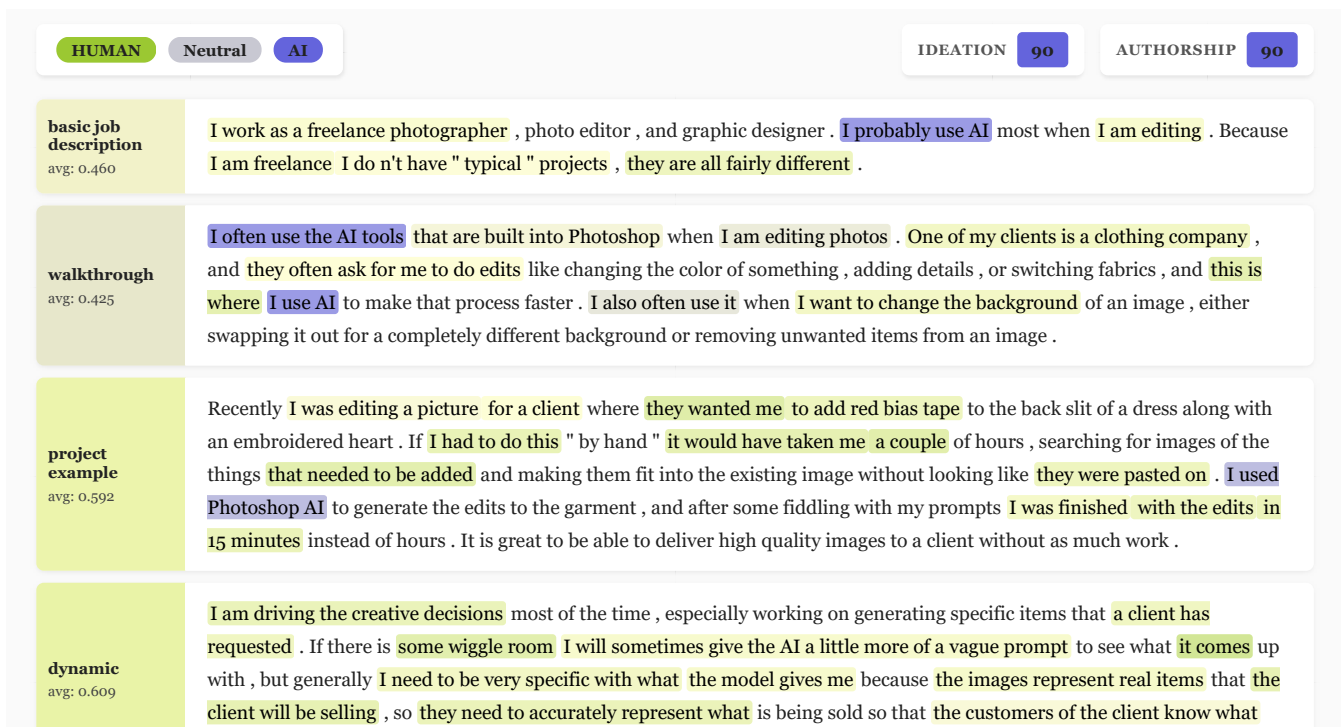 HUMAN Neutral AI IDEATION 90 AUTHORSHIP 90
basic job
description
avg: 0.460
I work as a freelance photographer , photo editor , and graphic designer . I probably use AI most when I am editing . Because
I am freelance I do n't have " typical " projects , they are all fairly different .
walkthrough
avg: 0.425
I often use the AI tools that are built into Photoshop when I am editing photos . One of my clients is a clothing company ,
and they often ask for me to do edits like changing the color of something , adding details , or switching fabrics , and this is
where I use AI to make that process faster . I also often use it when I want to change the background of an image , either
swapping it out for a completely different background or removing unwanted items from an image .
project
example
avg: 0.592
Recently I was editing a picture for a client where they wanted me to add red bias tape to the back slit of a dress along with
an embroidered heart . If I had to do this " by hand " it would have taken me a couple of hours , searching for images of the
things that needed to be added and making them fit into the existing image without looking like they were pasted on . I used
Photoshop AI to generate the edits to the garment , and after some fiddling with my prompts I was finished with the edits in
15 minutes instead of hours . It is great to be able to deliver high quality images to a client without as much work .
dynamic
avg: 0.609
I am driving the creative decisions most of the time , especially working on generating specific items that a client has
requested . If there is some wiggle room I will sometimes give the AI a little more of a vague prompt to see what it comes up
with , but generally I need to be very specific with what the model gives me because the images represent real items that the
client will be selling , so they need to accurately represent what is being sold so that the customers of the client know what